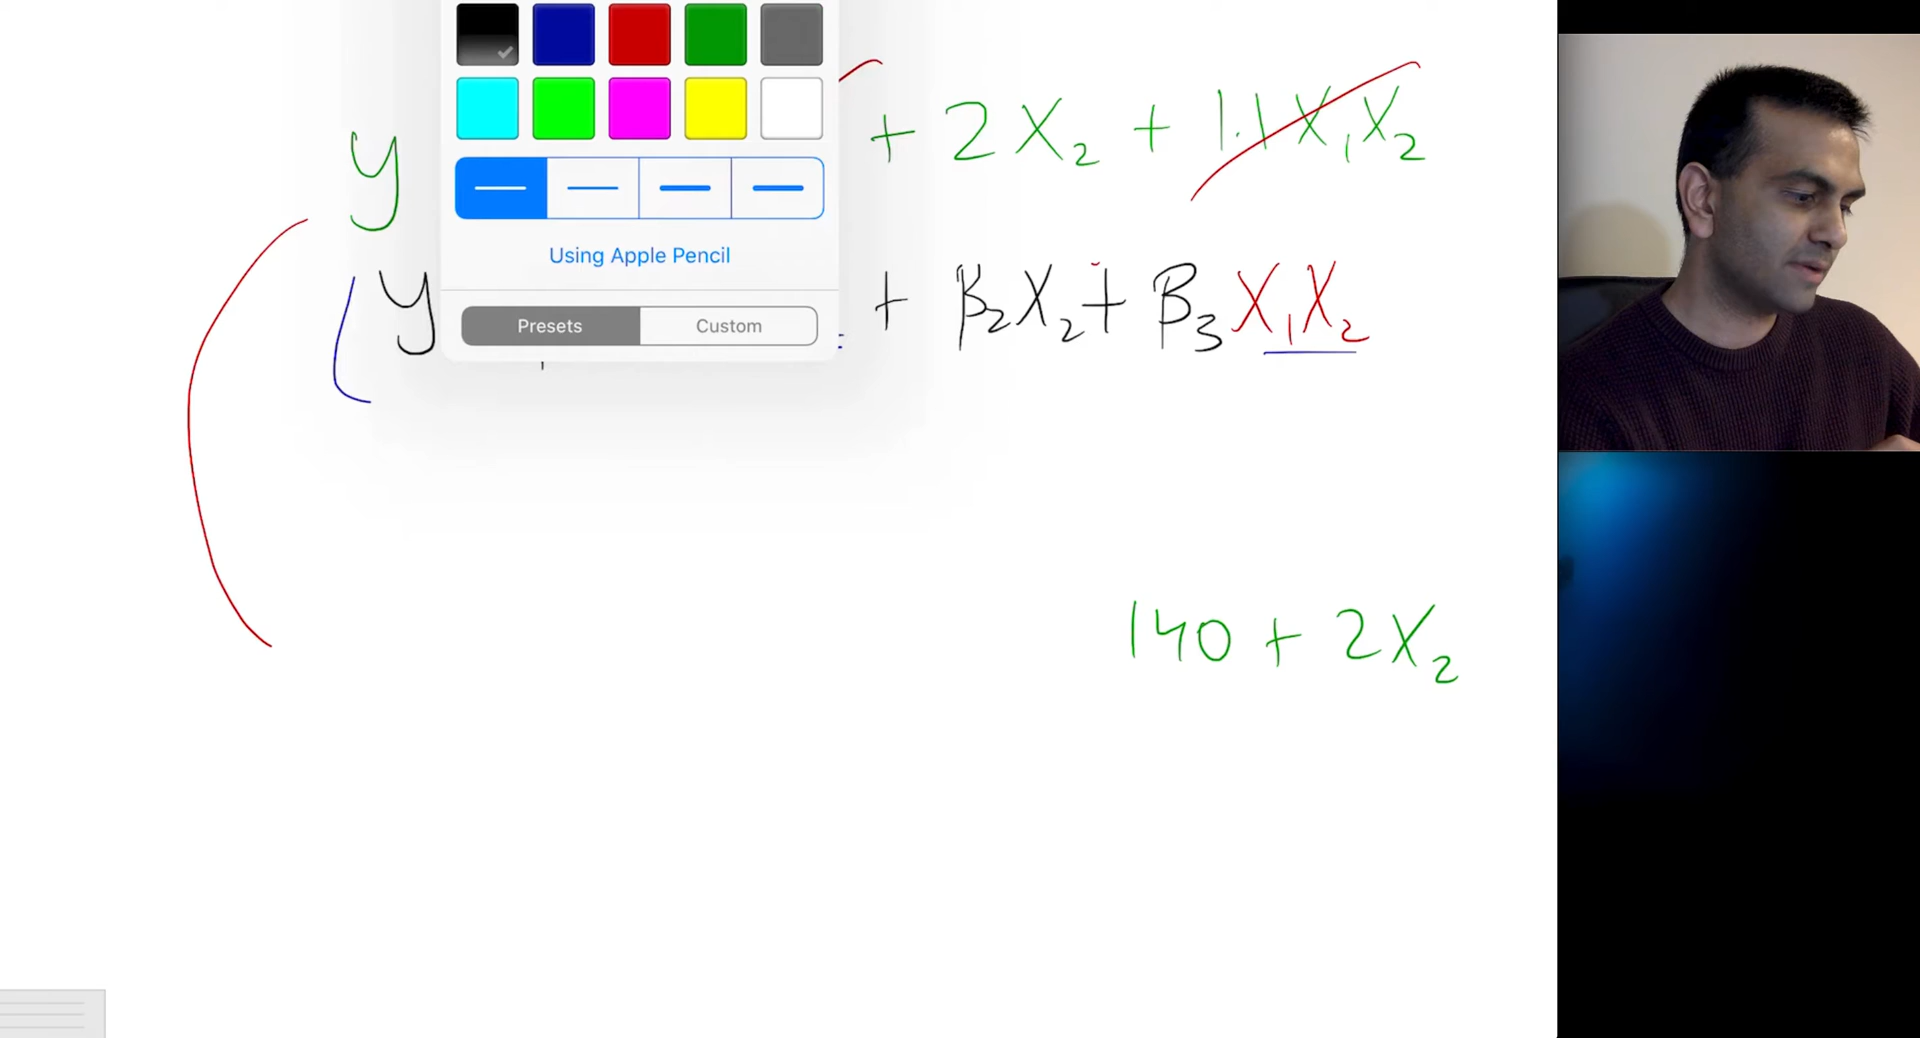 y + 2X₂ + 1.1X₁X₂
Using Apple Pencil
y + β₂X₂ + β₃X₁X₂
Presets Custom
140 + 2X₂